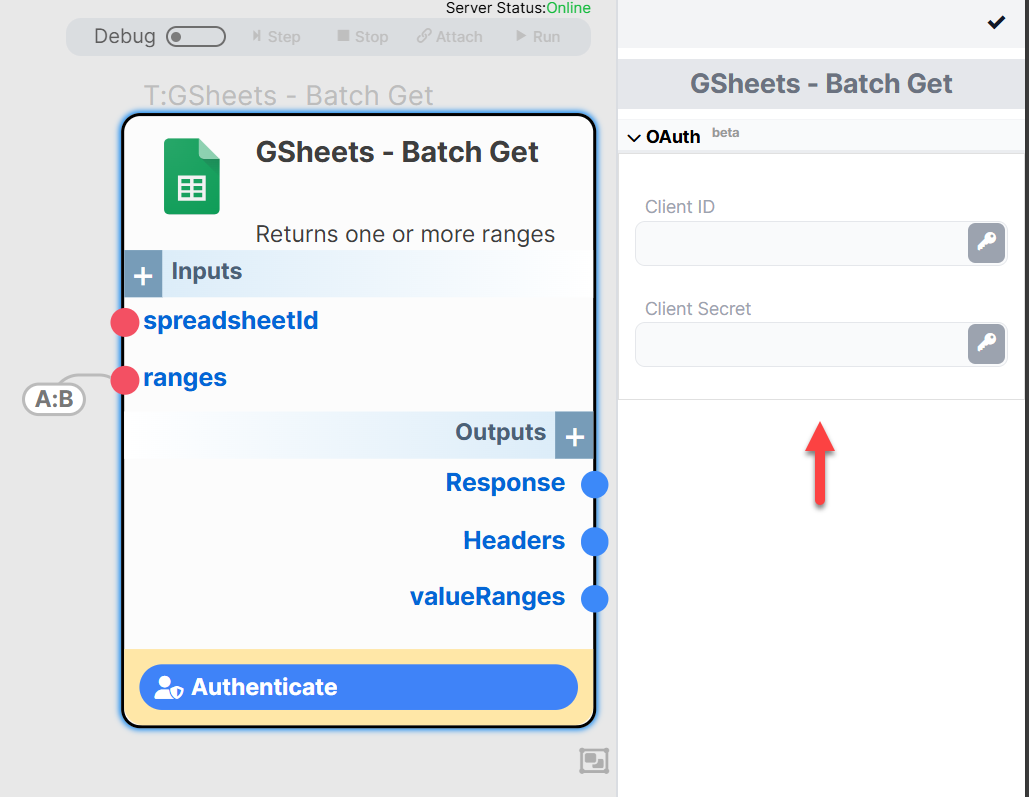 Server Status:Online
Debug Step Stop Attach Run
T:GSheets - Batch Get
GSheets - Batch Get
Returns one or more ranges
+ Inputs
spreadsheetId
ranges
A:B
Outputs +
Response
Headers
valueRanges
Authenticate
GSheets - Batch Get
OAuth beta
Client ID
Client Secret